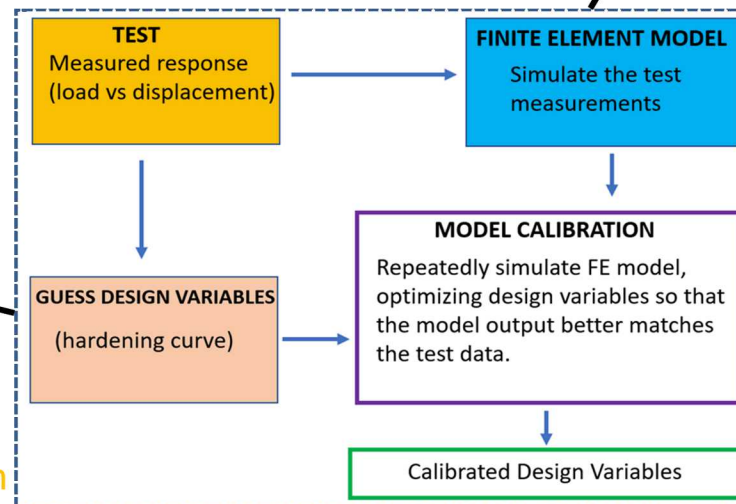 TEST
Measured response
(load vs displacement)
FINITE ELEMENT MODEL
Simulate the test
measurements
GUESS DESIGN VARIABLES
(hardening curve)
MODEL CALIBRATION
Repeatedly simulate FE model,
optimizing design variables so that
the model output better matches
the test data.
Calibrated Design Variables